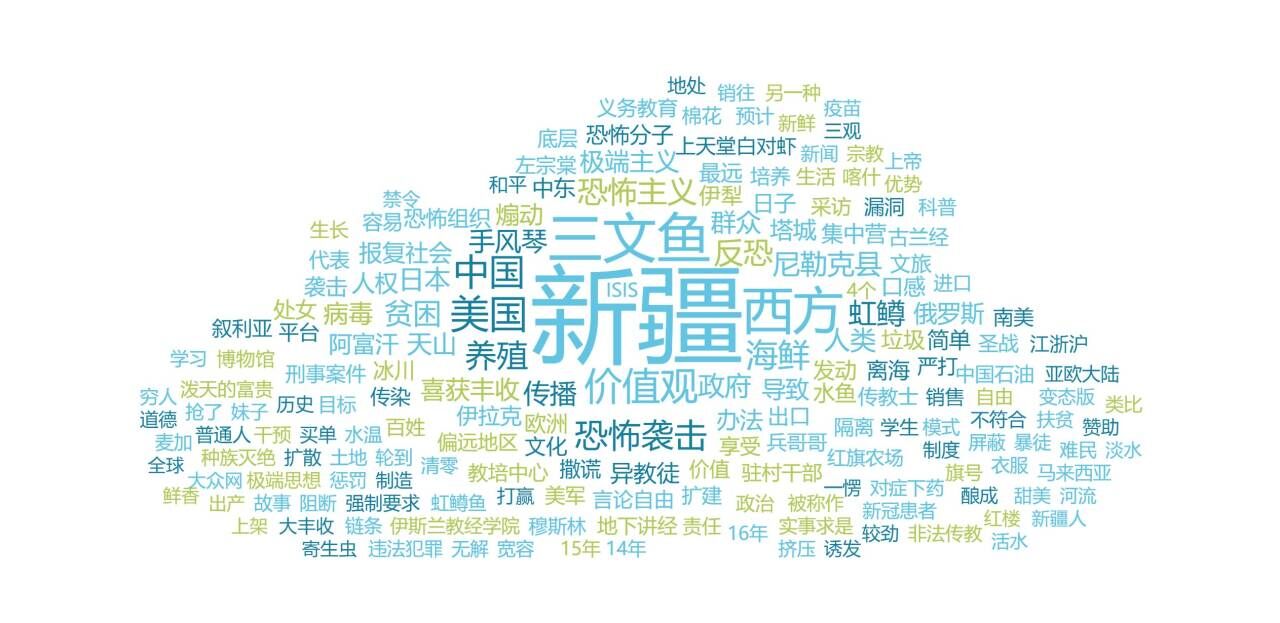 地处 销往 另一种
义务教育 棉花 预计 新鲜 疫苗
底层 恐怖分子 上天堂 白对虾 三观
左宗棠 极端主义 最远 培养 新闻 宗教 上帝
和平 中东 恐怖主义 伊犁 生活 喀什 优势
禁令 容易 恐怖组织 煽动 日子 采访 漏洞 科普
生长 手风琴 三文鱼 群众 塔城 集中营 古兰经
代表 报复社会 中国 反恐 尼勒克县 文旅
袭击 人权 日本 新疆 ISIS 4个 口感 进口
处女 病毒 贫困 美国 西方 虹鳟 俄罗斯 南美
叙利亚 平台 阿富汗 天山 人类 垃圾 简单 圣战 江浙沪
学习 博物馆 养殖 海鲜
刑事案件 冰川 发动 离海 严打 中国石油 亚欧大陆
穷人 泼天的富贵 传染 喜获丰收 传播 价值观 政府 导致 水鱼 传教士 销售 自由 变态版 类比
道德 抢了 妹子 历史 目标 伊拉克 欧洲 办法 出口 不符合 扶贫 赞助
麦加 普通人 干预 买单 水温 百姓 偏远地区 文化 恐怖袭击 享受 兵哥哥 隔离 学生 模式 制度 屏蔽 暴徒 难民 淡水
全球 种族灭绝 扩散 土地 轮到 清零 教培中心 撒谎 异教徒 价值 驻村干部 红旗农场 旗号 衣服 马来西亚
大众网 极端思想 惩罚 制造
鲜香 出产 故事 阻断 强制要求 虹鳟鱼 打赢 美军 言论自由 扩建 政治 被称作 一愣 对症下药 酿成 甜美 河流
上架 大丰收 链条 伊斯兰教经学院 穆斯林 地下讲经 责任 16年 实事求是 新冠患者 较劲 非法传教 红楼 新疆人
寄生虫 违法犯罪 无解 宽容 15年 14年 挤压 诱发 活水